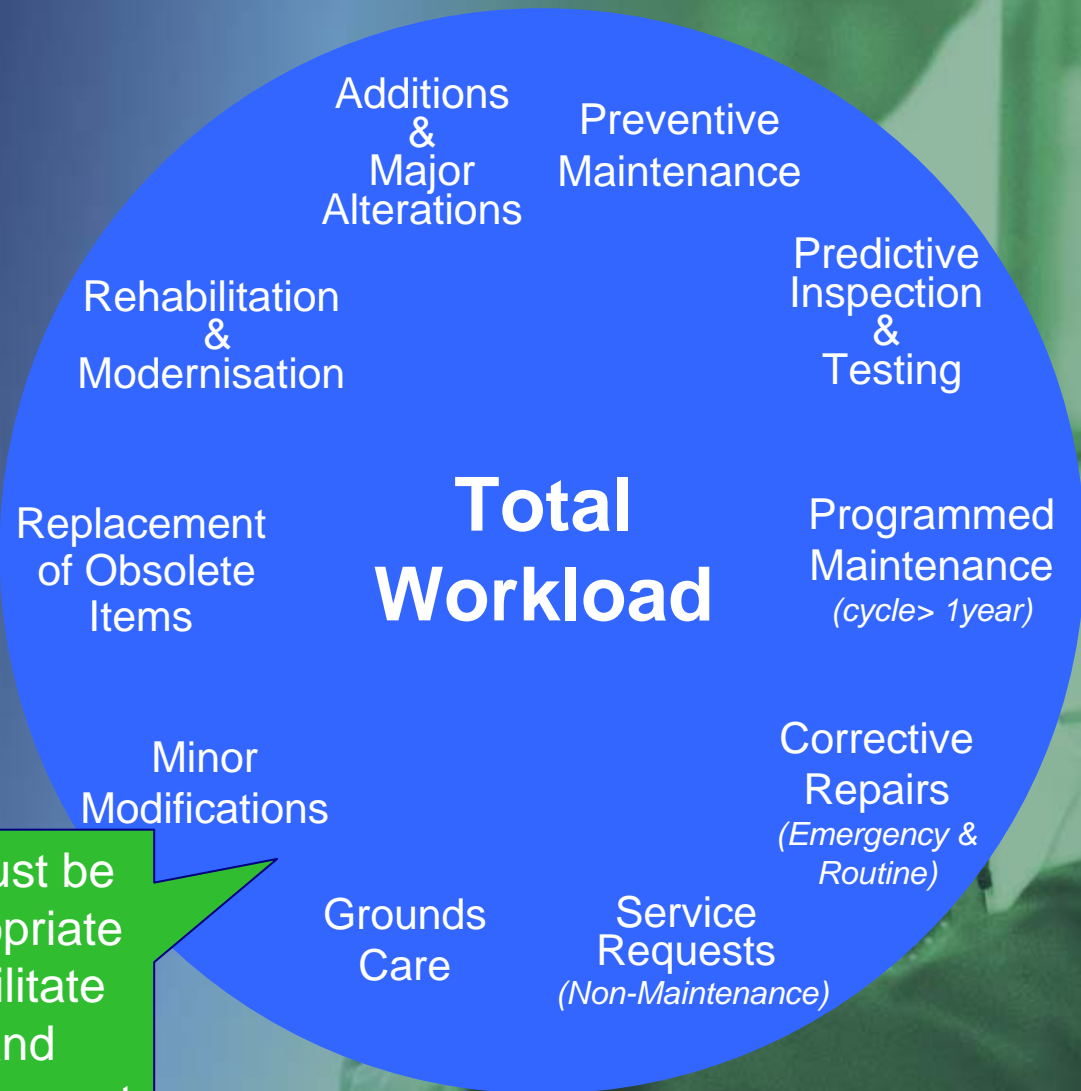 Additions
&
Major
Alterations
Preventive
Maintenance
Predictive
Inspection
&
Testing
Rehabilitation
&
Modernisation
Total
Workload
Replacement
of Obsolete
Items
Programmed
Maintenance
(cycle> 1year)
Minor
Modifications
Corrective
Repairs
(Emergency &
Routine)
Grounds
Care
Service
Requests
(Non-Maintenance)
be